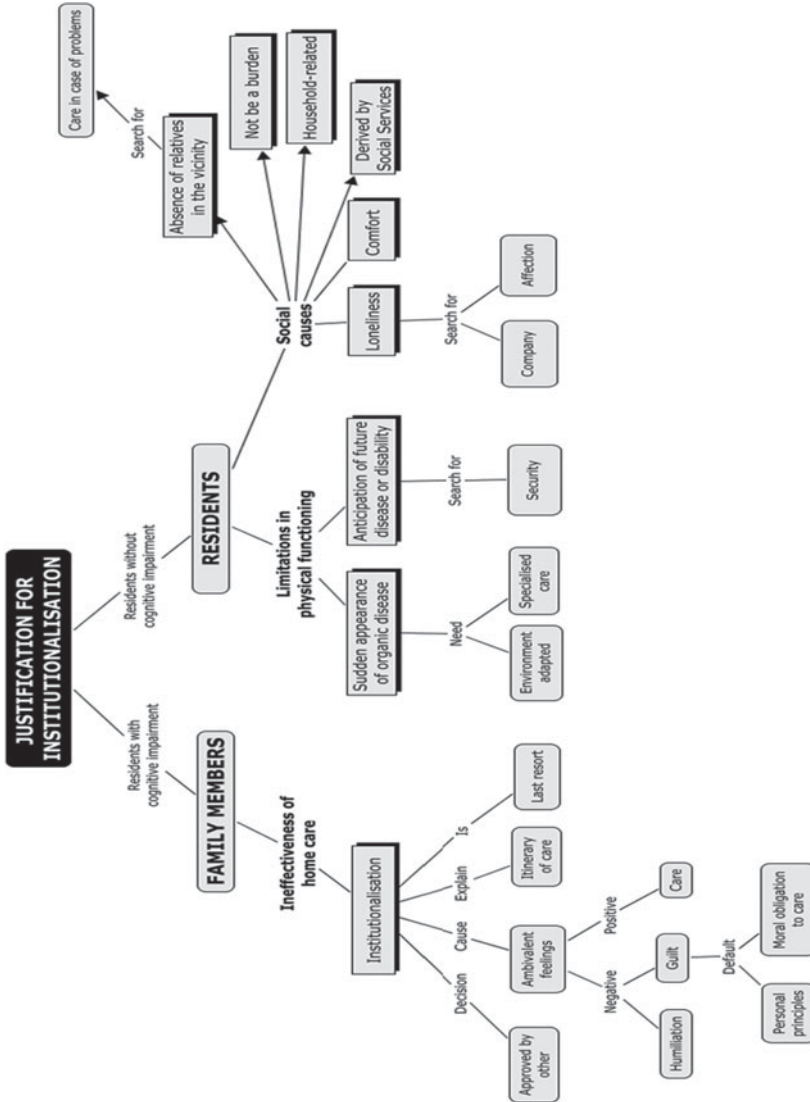 JUSTIFICATION FOR
INSTITUTIONALISATION
Residents with
cognitive impairment
Residents without
cognitive impairment
FAMILY MEMBERS
RESIDENTS
Ineffectiveness of
home care
Limitations in
physical functioning
Social
causes
Institutionalisation
Sudden appearance
of organic disease
Anticipation of future
disease or disability
Loneliness
Comfort
Derived by
Social Services
Household-related
Not be a burden
Absence of relatives
in the vicinity
Search for
Care in case of problems
Decision
Cause
Explain
Is
Need
Search for
Search for
Approved by
other
Ambivalent
feelings
Itinerary
of care
Last resort
Environment
adapted
Specialised
care
Security
Company
Affection
Negative
Positive
Humiliation
Guilt
Care
Default
Personal
principles
Moral obligation
to care